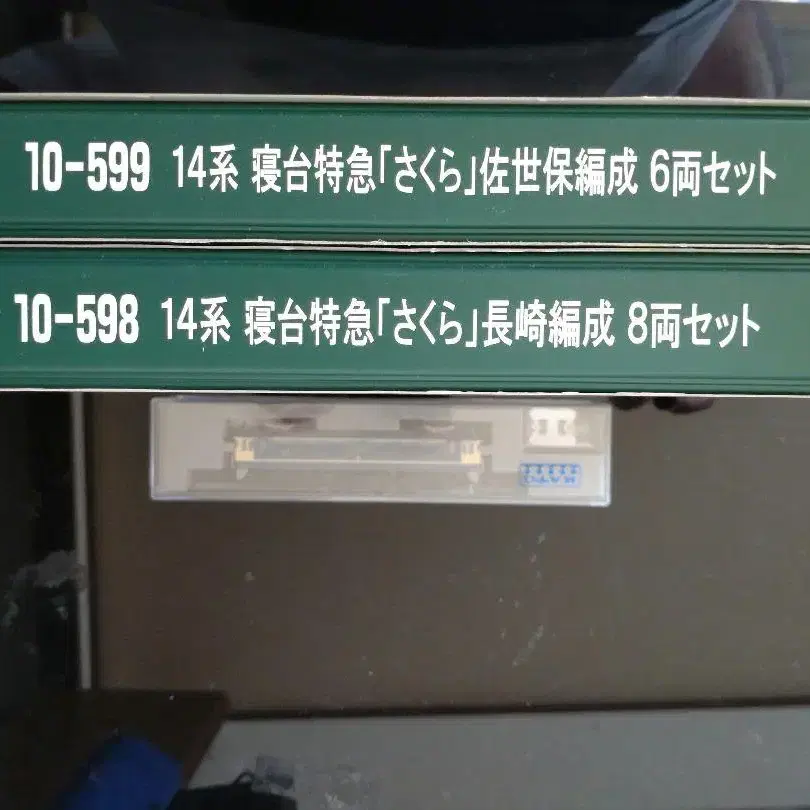 10-599 14系 寝台特急「さくら」佐世保編成 6両セット
10-598 14系 寝台特急「さくら」長崎編成 8両セット
KATO